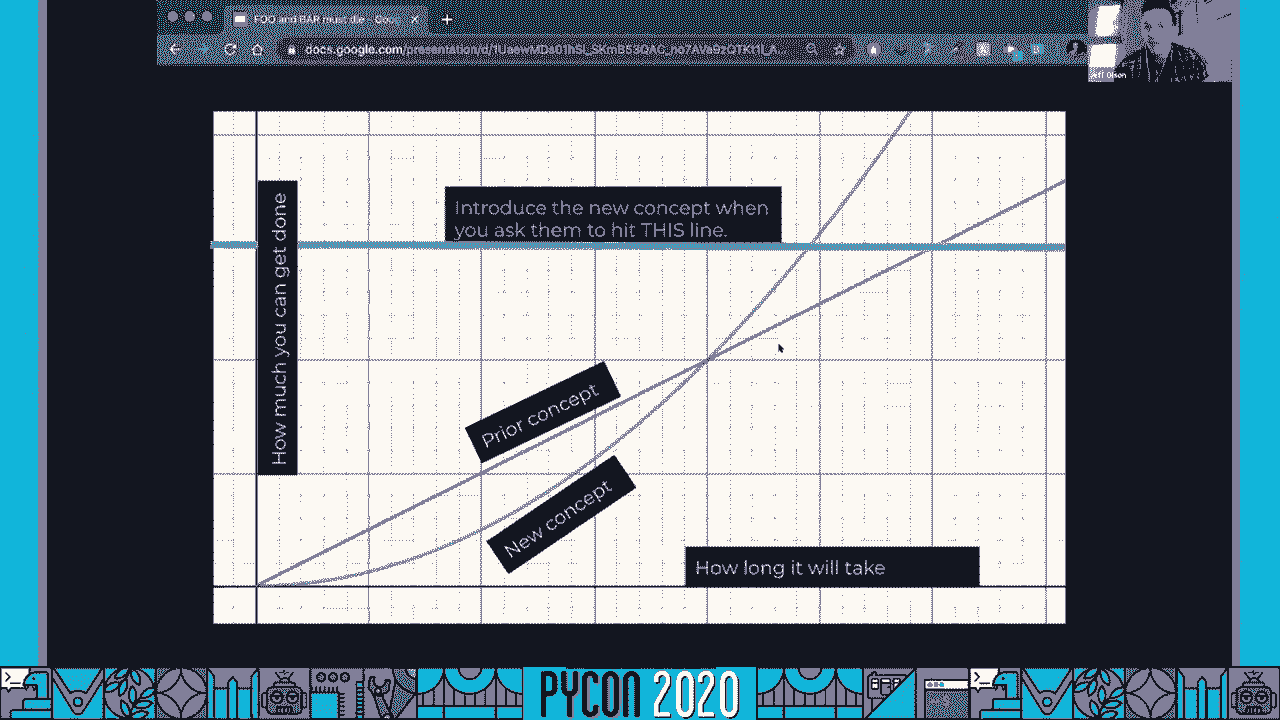 FOO and BAR must die - Goo
docs.google.com
Jeff Olson
Introduce the new concept when
you ask them to hit THIS line.
How much you can get done
Prior concept
New concept
How long it will take
PYCON 2020